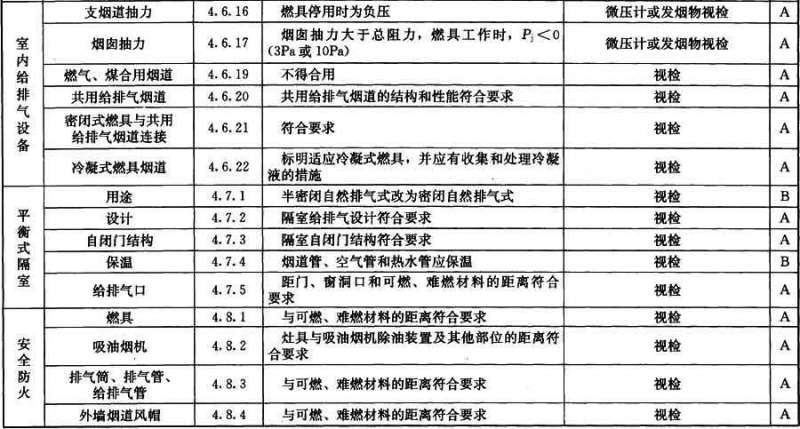 室内给排气设备
支烟道抽力 4.6.16 燃具停用时为负压 微压计或发烟物视检 A
烟囱抽力 4.6.17 烟囱抽力大于总阻力，燃具工作时，Pj＜0
（3Pa或10Pa） 微压计或发烟物视检 A
燃气、煤合用烟道 4.6.19 不得合用 视检 A
共用给排气烟道 4.6.20 共用给排气烟道的结构和性能符合要求 视检 A
密闭式燃具与共用
给排气烟道连接 4.6.21 符合要求 视检 A
冷凝式燃具烟道 4.6.22 标明适应冷凝式燃具，并应有收集和处理冷凝
液的措施 视检 A
平衡式隔室
用途 4.7.1 半密闭自然排气式改为密闭自然排气式 视检 B
设计 4.7.2 隔室给排气设计符合要求 视检 A
自闭门结构 4.7.3 隔室自闭门结构符合要求 视检 A
保温 4.7.4 烟道管、空气管和热水管应保温 视检 B
给排气口 4.7.5 距门、窗洞口和可燃、难燃材料的距离符合
要求 视检 A
安全防火
燃具 4.8.1 与可燃、难燃材料的距离符合要求 视检 A
吸油烟机 4.8.2 灶具与吸油烟机除油装置及其他部位的距离符
合要求 视检 A
排气筒、排气管、
给排气管 4.8.3 与可燃、难燃材料的距离符合要求 视检 A
外墙烟道风帽 4.8.4 与可燃、难燃材料的距离符合要求 视检 A